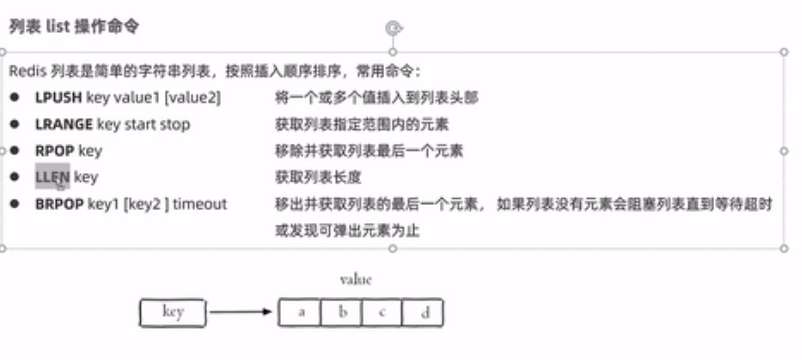 列表 list 操作命令
Redis 列表是简单的字符串列表，按照插入顺序排序，常用命令：
● LPUSH key value1 [value2] 将一个或多个值插入到列表头部
● LRANGE key start stop 获取列表指定范围内的元素
● RPOP key 移除并获取列表最后一个元素
● LLEN key 获取列表长度
● BRPOP key1 [key2 ] timeout 移出并获取列表的最后一个元素， 如果列表没有元素会阻塞列表直到等待超时
或发现可弹出元素为止
value
key a b c d